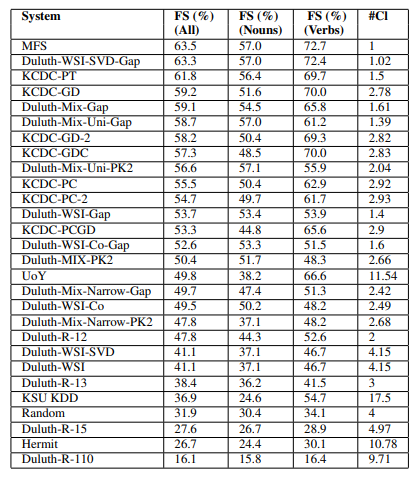 System FS (%) (All) FS (%) (Nouns) FS (%) (Verbs) #Cl
MFS 63.5 57.0 72.7 1
Duluth-WSI-SVD-Gap 63.3 57.0 72.4 1.02
KCDC-PT 61.8 56.4 69.7 1.5
KCDC-GD 59.2 51.6 70.0 2.78
Duluth-Mix-Gap 59.1 54.5 65.8 1.61
Duluth-Mix-Uni-Gap 58.7 57.0 61.2 1.39
KCDC-GD-2 58.2 50.4 69.3 2.82
KCDC-GDC 57.3 48.5 70.0 2.83
Duluth-Mix-Uni-PK2 56.6 57.1 55.9 2.04
KCDC-PC 55.5 50.4 62.9 2.92
KCDC-PC-2 54.7 49.7 61.7 2.93
Duluth-WSI-Gap 53.7 53.4 53.9 1.4
KCDC-PCGD 53.3 44.8 65.6 2.9
Duluth-WSI-Co-Gap 52.6 53.3 51.5 1.6
Duluth-MIX-PK2 50.4 51.7 48.3 2.66
UoY 49.8 38.2 66.6 11.54
Duluth-Mix-Narrow-Gap 49.7 47.4 51.3 2.42
Duluth-WSI-Co 49.5 50.2 48.2 2.49
Duluth-Mix-Narrow-PK2 47.8 37.1 48.2 2.68
Duluth-R-12 47.8 44.3 52.6 2
Duluth-WSI-SVD 41.1 37.1 46.7 4.15
Duluth-WSI 41.1 37.1 46.7 4.15
Duluth-R-13 38.4 36.2 41.5 3
KSU KDD 36.9 24.6 54.7 17.5
Random 31.9 30.4 34.1 4
Duluth-R-15 27.6 26.7 28.9 4.97
Hermit 26.7 24.4 30.1 10.78
Duluth-R-110 16.1 15.8 16.4 9.71